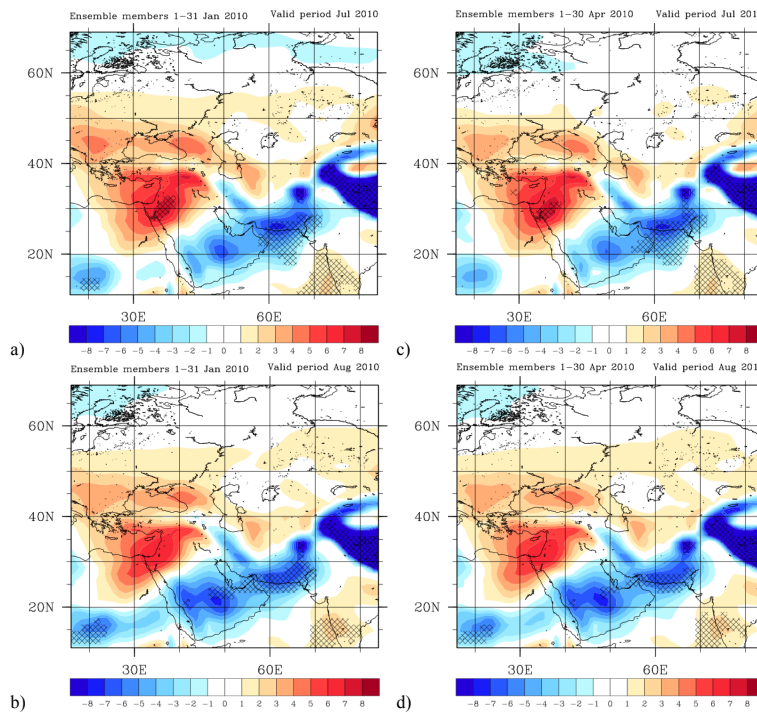 Ensemble members 1-31 Jan 2010 Valid period Jul 2010
60N
40N
20N
30E 60E
-8 -7 -6 -5 -4 -3 -2 -1 0 1 2 3 4 5 6 7 8
a)
Ensemble members 1-30 Apr 2010 Valid period Jul 201
60N
40N
20N
30E 60E
-8 -7 -6 -5 -4 -3 -2 -1 0 1 2 3 4 5 6 7 8
c)
Ensemble members 1-31 Jan 2010 Valid period Aug 2010
60N
40N
20N
30E 60E
-8 -7 -6 -5 -4 -3 -2 -1 0 1 2 3 4 5 6 7 8
b)
Ensemble members 1-30 Apr 2010 Valid period Aug 201
60N
40N
20N
30E 60E
-8 -7 -6 -5 -4 -3 -2 -1 0 1 2 3 4 5 6 7 8
d)